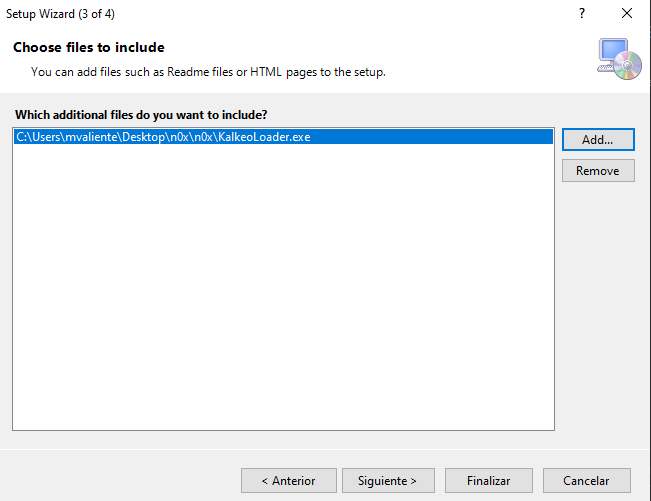 Setup Wizard (3 of 4)
Choose files to include
You can add files such as Readme files or HTML pages to the setup.
Which additional files do you want to include?
C:\Users\mvaliente\Desktop\n0x\n0x\KalkeoLoader.exe
Add...
Remove
< Anterior
Siguiente >
Finalizar
Cancelar